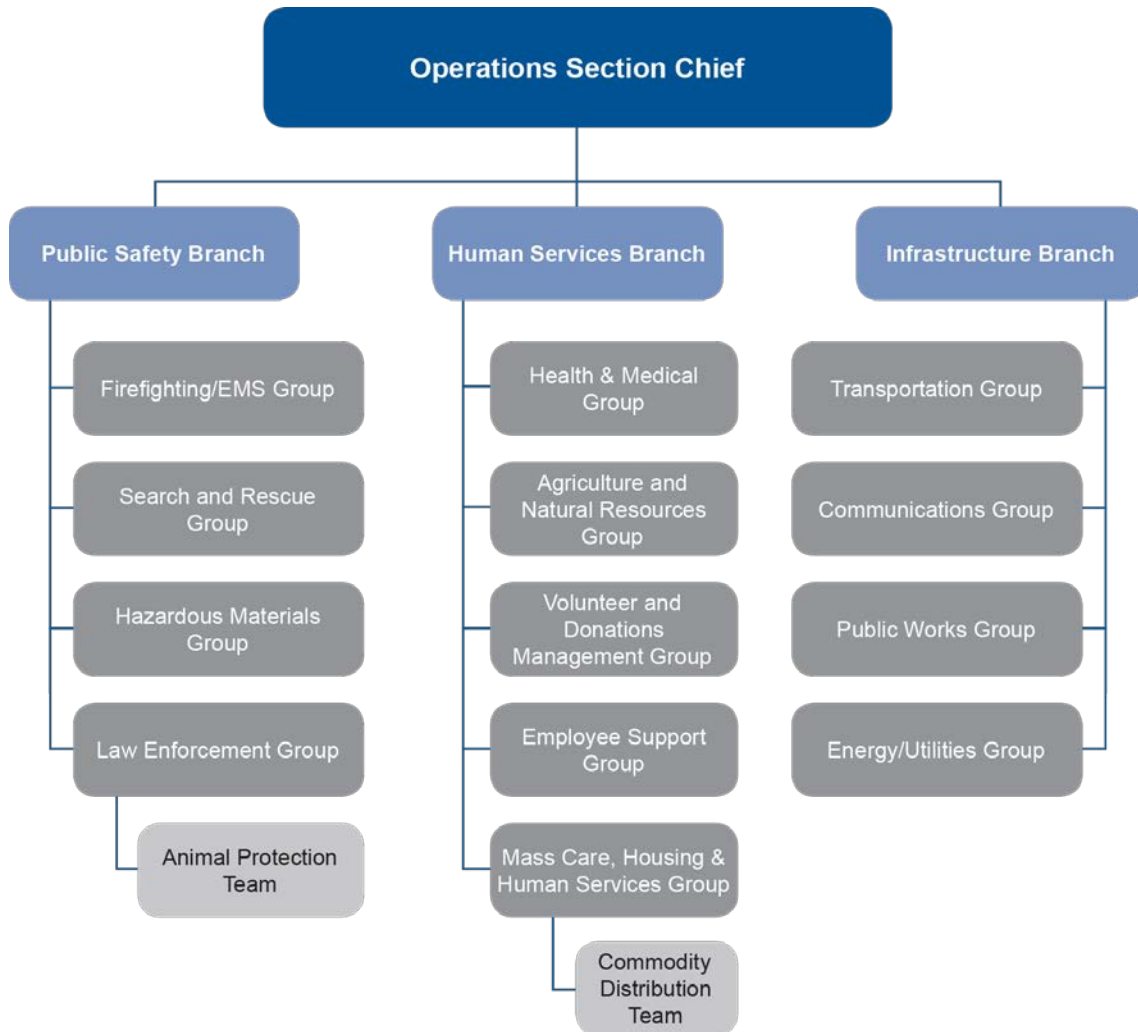 Operations Section Chief
Public Safety Branch
Firefighting/EMS Group
Search and Rescue
Group
Hazardous Materials
Group
Law Enforcement Group
Animal Protection
Team
Human Services Branch
Health & Medical
Group
Agriculture and
Natural Resources
Group
Volunteer and
Donations
Management Group
Employee Support
Group
Mass Care, Housing &
Human Services Group
Commodity
Distribution
Team
Infrastructure Branch
Transportation Group
Communications Group
Public Works Group
Energy/Utilities Group